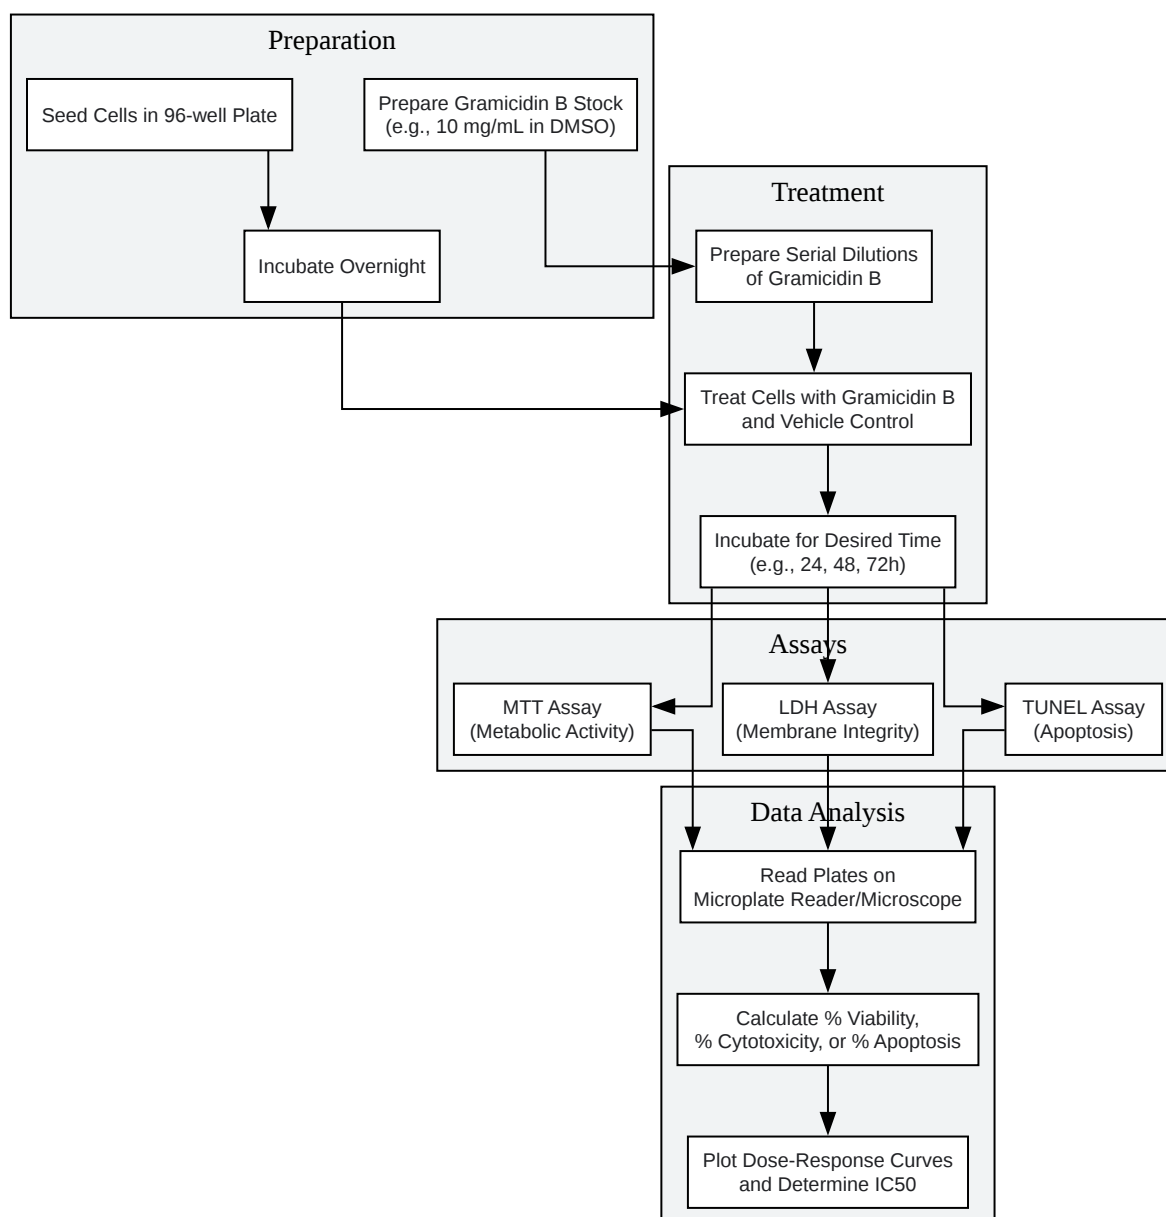 Preparation
Seed Cells in 96-well Plate
Prepare Gramicidin B Stock
(e.g., 10 mg/mL in DMSO)
Incubate Overnight
Treatment
Prepare Serial Dilutions
of Gramicidin B
Treat Cells with Gramicidin B
and Vehicle Control
Incubate for Desired Time
(e.g., 24, 48, 72h)
Assays
MTT Assay
(Metabolic Activity)
LDH Assay
(Membrane Integrity)
TUNEL Assay
(Apoptosis)
Data Analysis
Read Plates on
Microplate Reader/Microscope
Calculate % Viability,
% Cytotoxicity, or % Apoptosis
Plot Dose-Response Curves
and Determine IC50